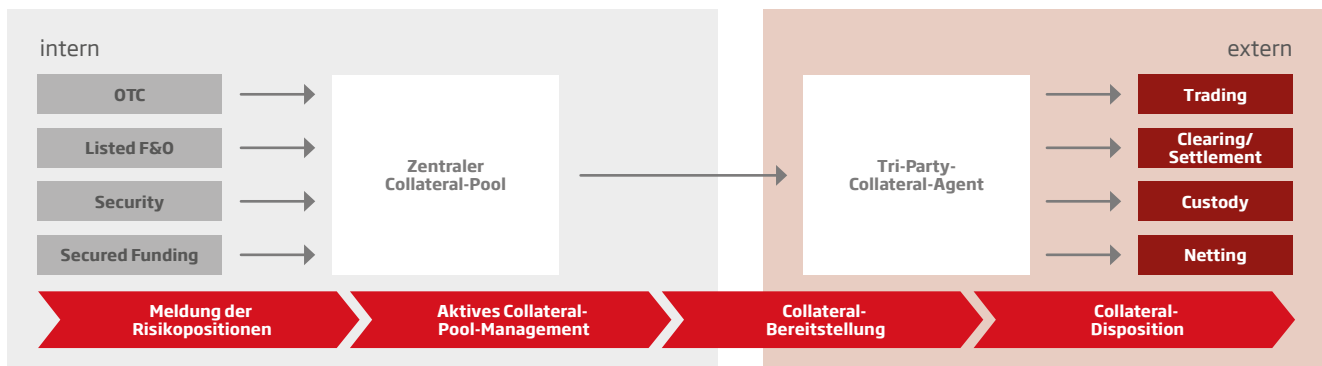 intern
extern
OTC
Listed F&O
Security
Secured Funding
Zentraler
Collateral-Pool
Tri-Party-
Collateral-Agent
Trading
Clearing/
Settlement
Custody
Netting
Meldung der
Risikopositionen
Aktives Collateral-
Pool-Management
Collateral-
Bereitstellung
Collateral-
Disposition